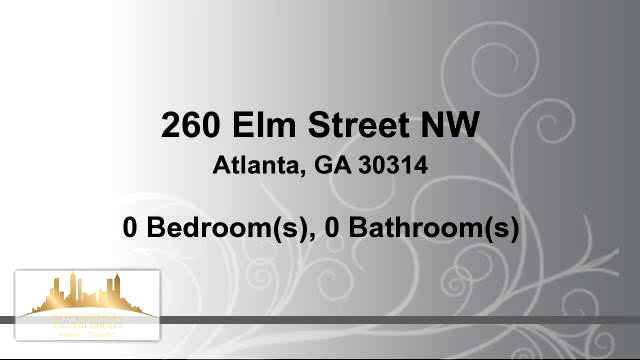 260 Elm Street NW
Atlanta, GA 30314
0 Bedroom(s), 0 Bathroom(s)